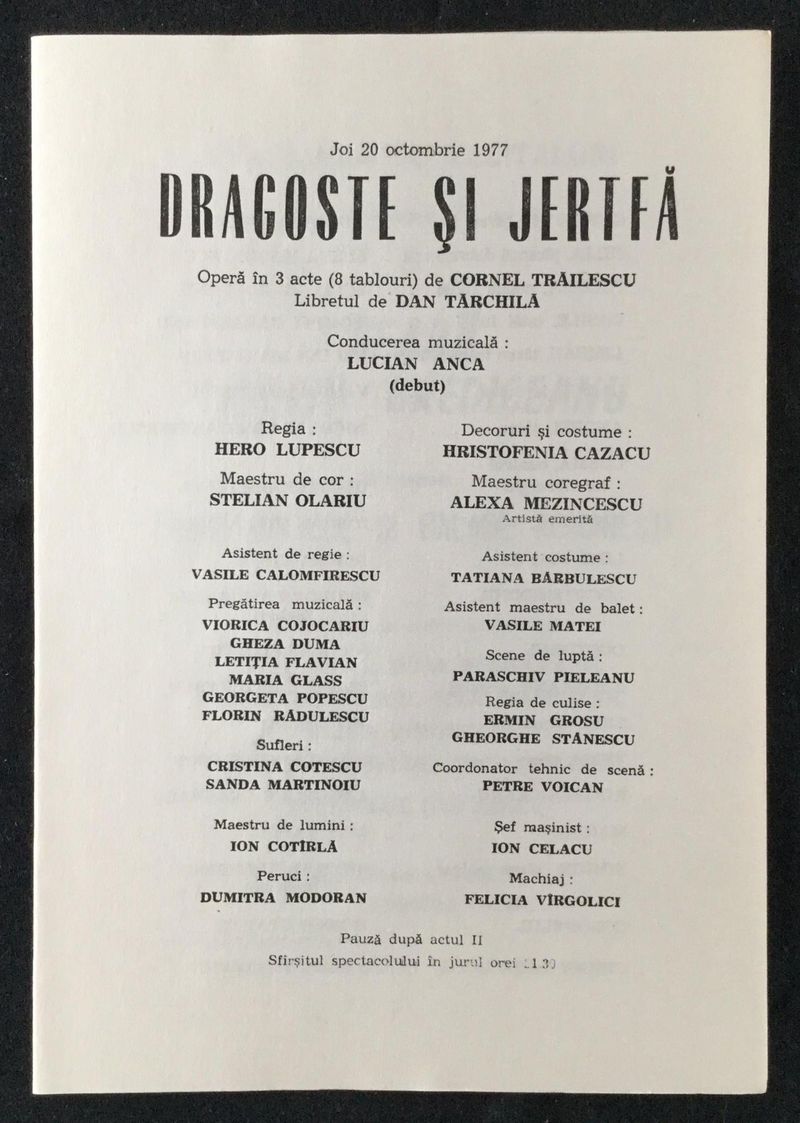 Joi 20 octombrie 1977
DRAGOSTE ŞI JERTFĂ
Operă în 3 acte (8 tablouri) de CORNEL TRĂILESCU
Libretul de DAN TĂRCHILĂ
Conducerea muzicală :
LUCIAN ANCA
(debut)
Regia :
HERO LUPESCU
Maestru de cor :
STELIAN OLARIU
Asistent de regie :
VASILE CALOMFIRESCU
Pregătirea muzicală :
VIORICA COJOCARIU
GHEZA DUMA
LETIŢIA FLAVIAN
MARIA GLASS
GEORGETA POPESCU
FLORIN RĂDULESCU
Sufleri :
CRISTINA COTESCU
SANDA MARTINOIU
Maestru de lumini :
ION COTÎRLĂ
Peruci :
DUMITRA MODORAN
Decoruri şi costume :
HRISTOFENIA CAZACU
Maestru coregraf :
ALEXA MEZINCESCU
Artistă emerită
Asistent costume :
TATIANA BĂRBULESCU
Asistent maestru de balet :
VASILE MATEI
Scene de luptă :
PARASCHIV PIELEANU
Regia de culise :
ERMIN GROSU
GHEORGHE STĂNESCU
Coordonator tehnic de scenă :
PETRE VOICAN
Şef maşinist :
ION CELACU
Machiaj :
FELICIA VÎRGOLICI
Pauză după actul II
Sfîrşitul spectacolului în jurul orei